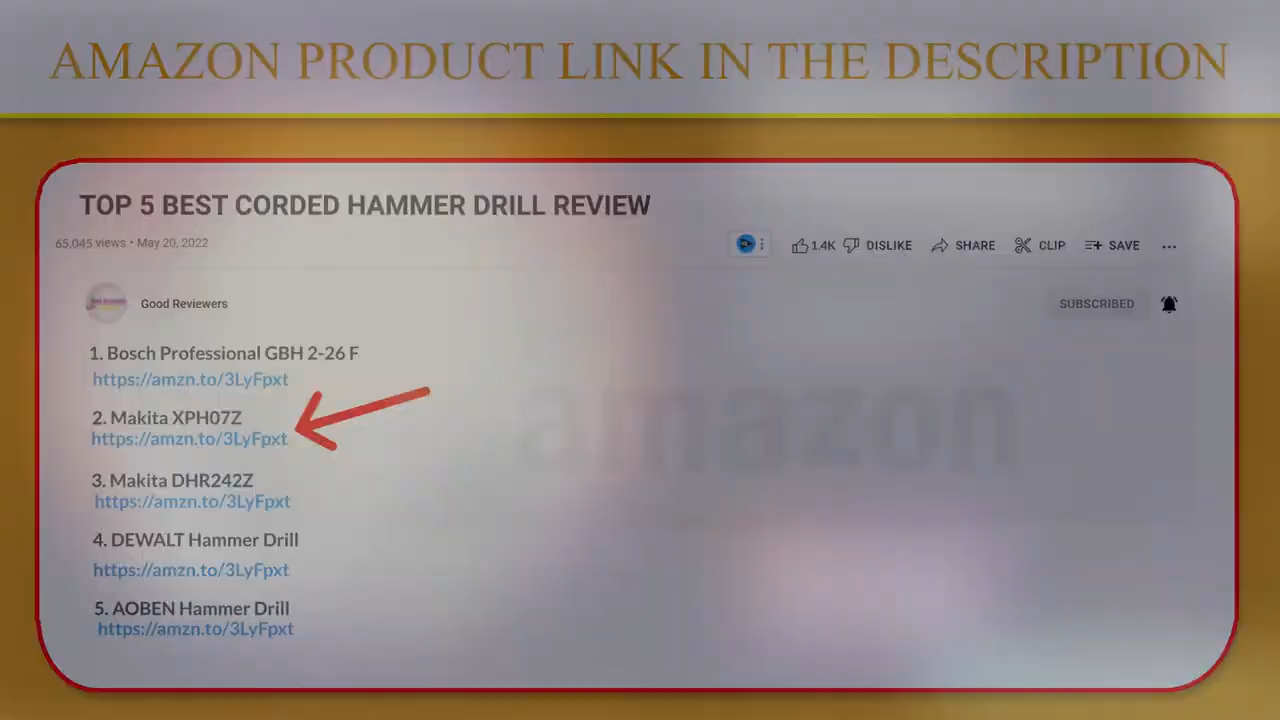 AMAZON PRODUCT LINK IN THE DESCRIPTION
TOP 5 BEST CORDED HAMMER DRILL REVIEW
65,045 views • May 20, 2022
1.4K DISLIKE SHARE CLIP SAVE ...
Good Reviewers
SUBSCRIBED
1. Bosch Professional GBH 2-26 F
https://amzn.to/3LyFpxt
2. Makita XPH07Z
https://amzn.to/3LyFpxt
amazon
3. Makita DHR242Z
https://amzn.to/3LyFpxt
4. DEWALT Hammer Drill
https://amzn.to/3LyFpxt
5. AOBEN Hammer Drill
https://amzn.to/3LyFpxt